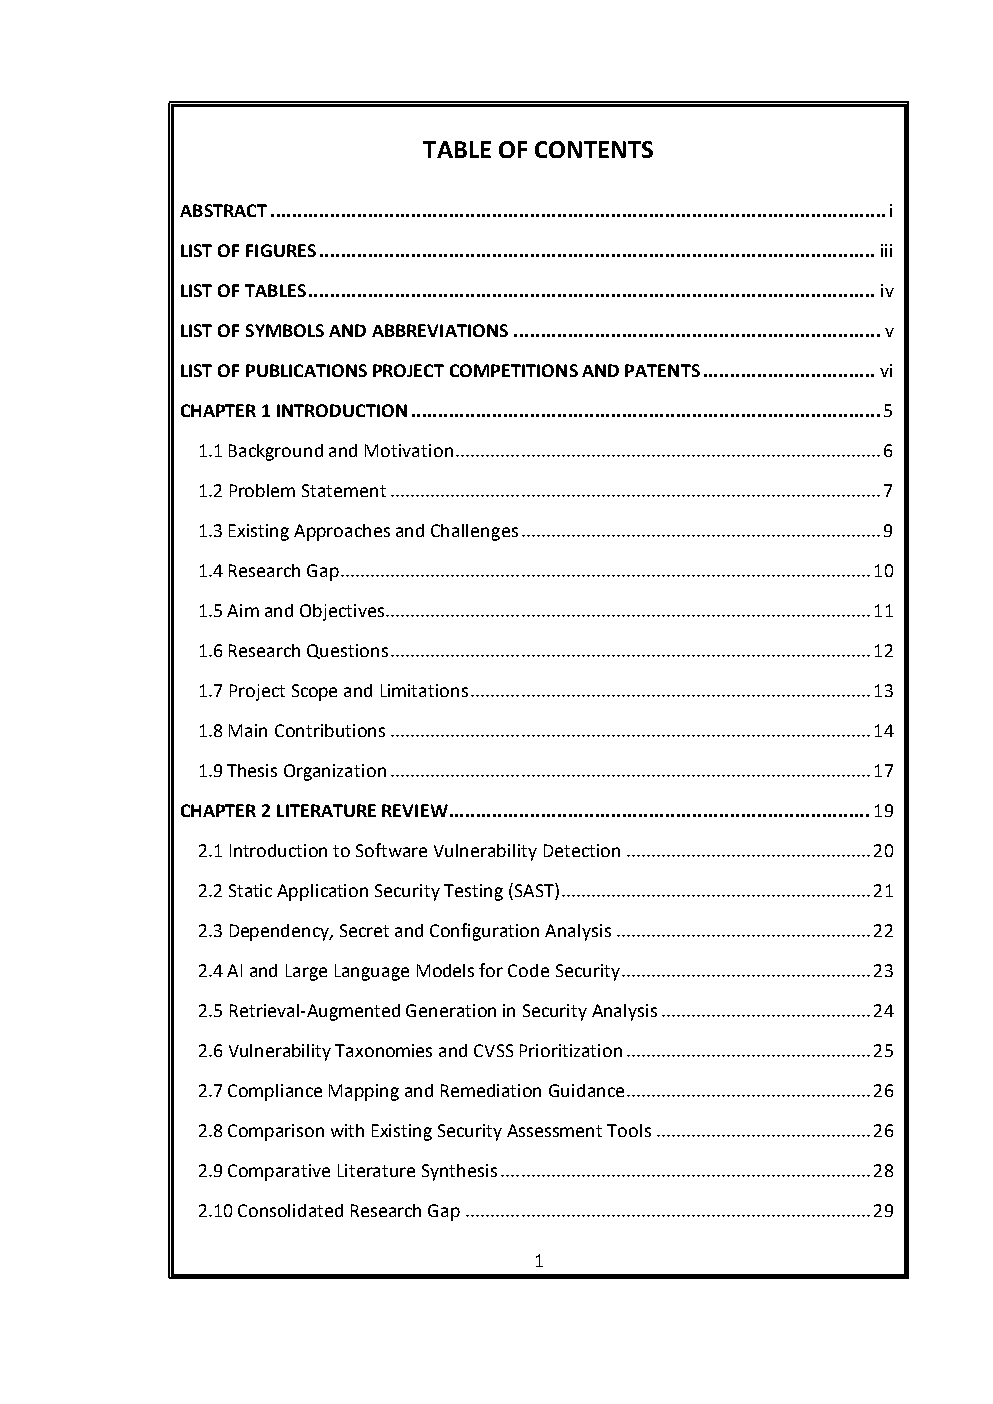 TABLE OF CONTENTS
ABSTRACT ........ i
LIST OF FIGURES ........ iii
LIST OF TABLES ........ iv
LIST OF SYMBOLS AND ABBREVIATIONS ........ v
LIST OF PUBLICATIONS PROJECT COMPETITIONS AND PATENTS ........ vi
CHAPTER 1 INTRODUCTION ........ 5
1.1 Background and Motivation ........ 6
1.2 Problem Statement ........ 7
1.3 Existing Approaches and Challenges ........ 9
1.4 Research Gap ........ 10
1.5 Aim and Objectives ........ 11
1.6 Research Questions ........ 12
1.7 Project Scope and Limitations ........ 13
1.8 Main Contributions ........ 14
1.9 Thesis Organization ........ 17
CHAPTER 2 LITERATURE REVIEW ........ 19
2.1 Introduction to Software Vulnerability Detection ........ 20
2.2 Static Application Security Testing (SAST) ........ 21
2.3 Dependency, Secret and Configuration Analysis ........ 22
2.4 AI and Large Language Models for Code Security ........ 23
2.5 Retrieval-Augmented Generation in Security Analysis ........ 24
2.6 Vulnerability Taxonomies and CVSS Prioritization ........ 25
2.7 Compliance Mapping and Remediation Guidance ........ 26
2.8 Comparison with Existing Security Assessment Tools ........ 26
2.9 Comparative Literature Synthesis ........ 28
2.10 Consolidated Research Gap ........ 29
1